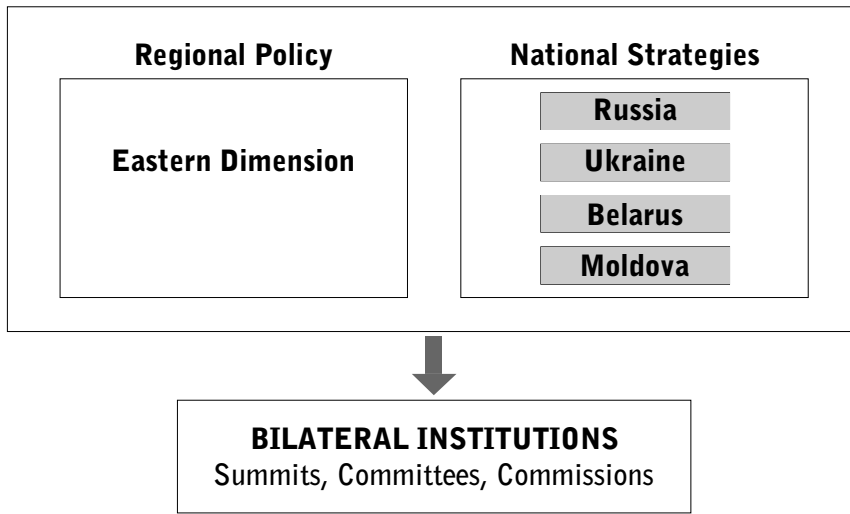 Regional Policy
Eastern Dimension
National Strategies
Russia
Ukraine
Belarus
Moldova
BILATERAL INSTITUTIONS
Summits, Committees, Commissions